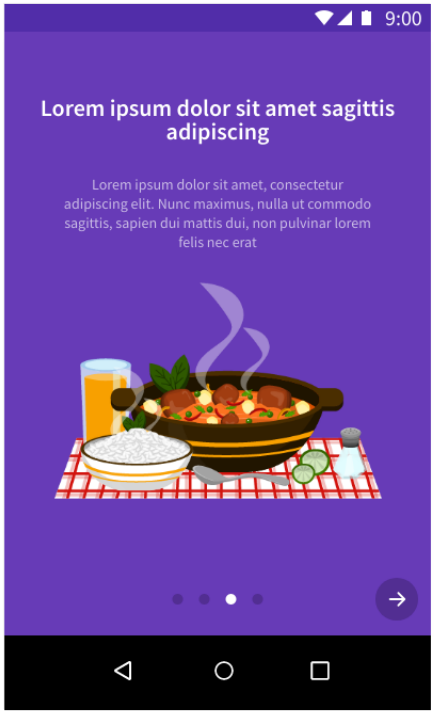 9:00
Lorem ipsum dolor sit amet sagittis
adipiscing
Lorem ipsum dolor sit amet, consectetur
adipiscing elit. Nunc maximus, nulla ut commodo
sagittis, sapien dui mattis dui, non pulvinar lorem
felis nec erat